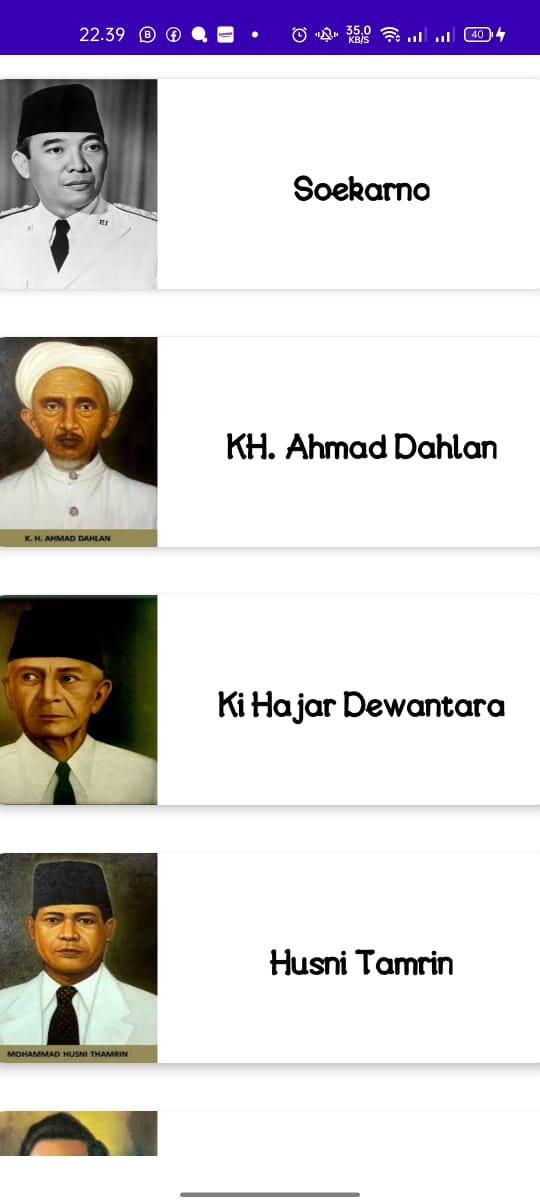 22.39
35.0
KB/S
40
Soekarno
KH. Ahmad Dahlan
K. H. AHMAD DAHLAN
Ki Hajar Dewantara
Husni Tamrin
MOHAMMAD HUSNI THAMRIN